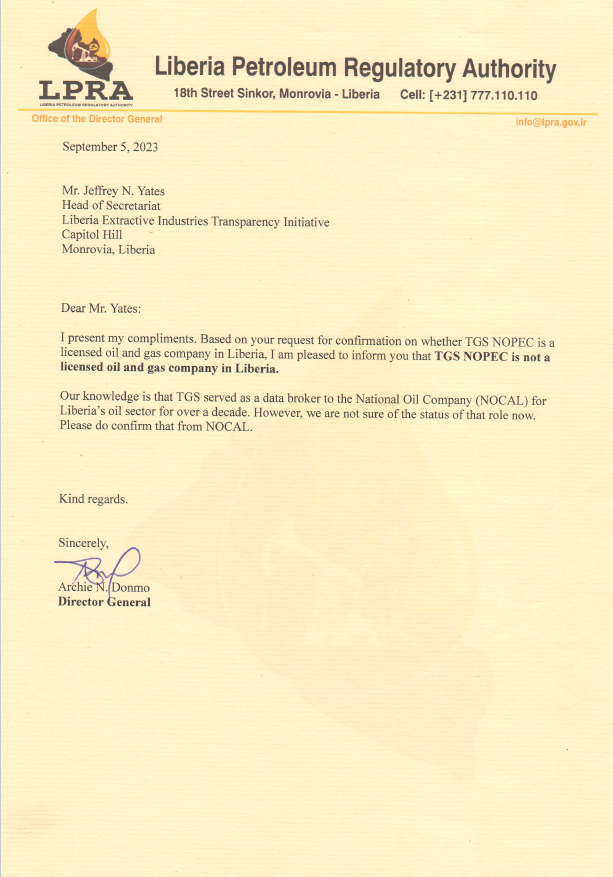 LPRA
LIBERIA PETROLEUM REGULATORY AUTHORITY
Liberia Petroleum Regulatory Authority
18th Street Sinkor, Monrovia - Liberia Cell: [+231] 777.110.110
Office of the Director General
info@lpra.gov.lr
September 5, 2023
Mr. Jeffrey N. Yates
Head of Secretariat
Liberia Extractive Industries Transparency Initiative
Capitol Hill
Monrovia, Liberia
Dear Mr. Yates:
I present my compliments. Based on your request for confirmation on whether TGS NOPEC is a
licensed oil and gas company in Liberia, I am pleased to inform you that TGS NOPEC is not a
licensed oil and gas company in Liberia.
Our knowledge is that TGS served as a data broker to the National Oil Company (NOCAL) for
Liberia's oil sector for over a decade. However, we are not sure of the status of that role now.
Please do confirm that from NOCAL.
Kind regards.
Sincerely,
Archie N. Donmo
Director General